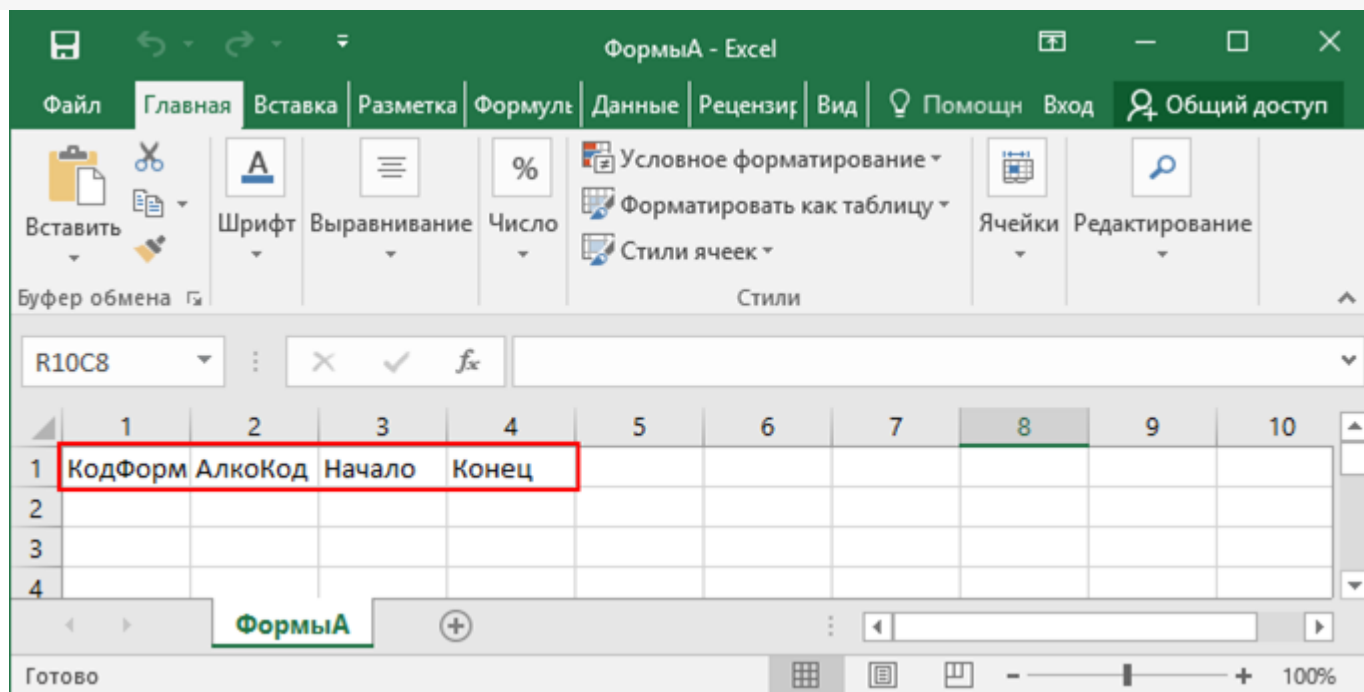 ФормыА - Excel
Файл Главная Вставка Разметка Формуль Данные Рецензир Вид Помощн Вход Общий доступ
Вставить
Шрифт Выравнивание Число
Условное форматирование
Форматировать как таблицу
Стили ячеек
Ячейки Редактирование
Буфер обмена Стили
R10C8 fx
1 2 3 4 5 6 7 8 9 10
1 КодФорм АлкоКод Начало Конец
2
3
4
ФормыА
Готово 100%